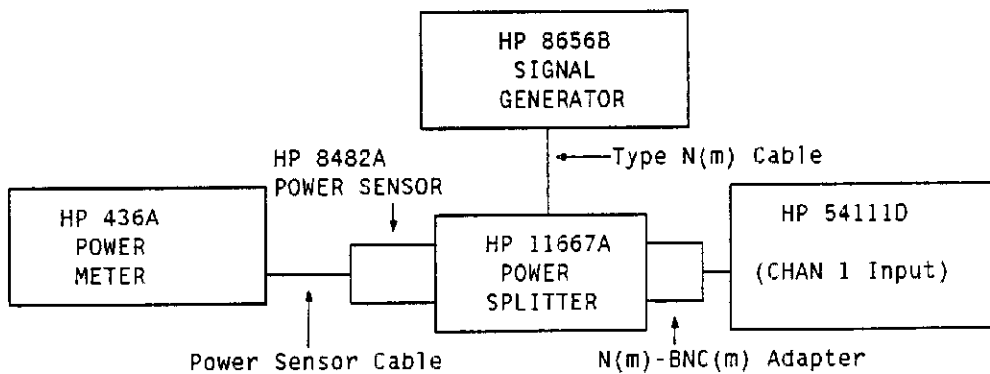 HP 8656B
SIGNAL
GENERATOR
HP 8482A
POWER SENSOR
Type N(m) Cable
HP 436A
POWER
METER
HP 11667A
POWER
SPLITTER
HP 54111D
(CHAN 1 Input)
Power Sensor Cable
N(m)-BNC(m) Adapter